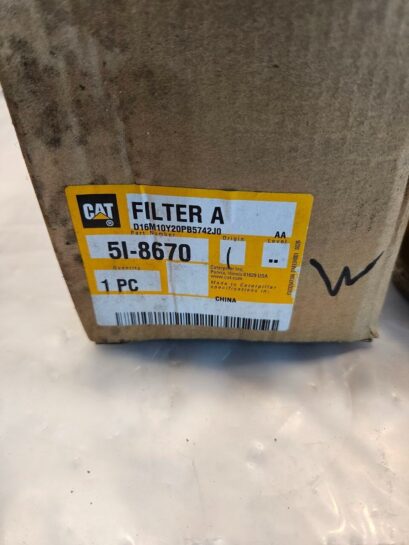 CAT
FILTER A
D16M10Y20PB5742J0
Part Number
Origin
AA
Level
5I-8670
(
--
Quantity
1 PC
Caterpillar Inc.
Peoria, Illinois 61629 USA
www.cat.com
Made to Caterpillar
specifications in:
CHINA
W